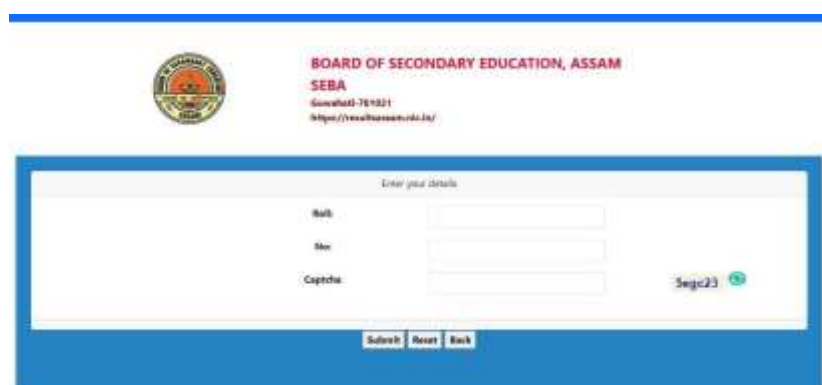 BOARD OF SECONDARY EDUCATION, ASSAM
SEBA
Guwahati-781021
https://resultsassam.nic.in/
Enter your details
Roll:
No:
Captcha
5egc23
Submit Reset Back